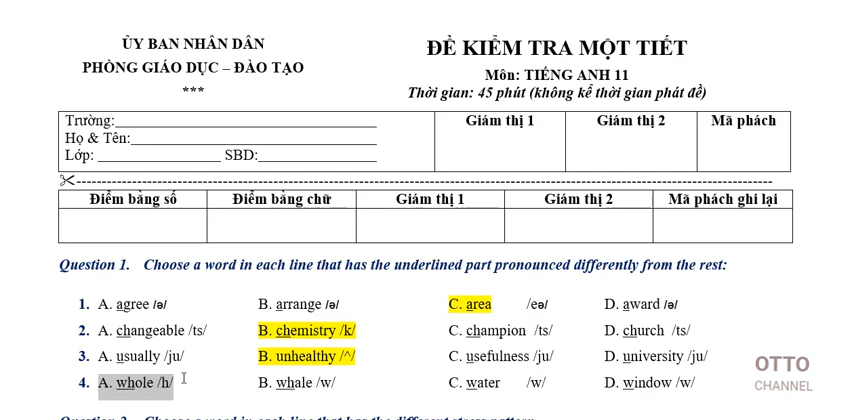 ỦY BAN NHÂN DÂN
PHÒNG GIÁO DỤC – ĐÀO TẠO
***
ĐỀ KIỂM TRA MỘT TIẾT
Môn: TIẾNG ANH 11
Thời gian: 45 phút (không kể thời gian phát đề)
Trường:
Họ & Tên:
Lớp: SBD:
Giám thị 1 Giám thị 2 Mã phách
Điểm bằng số Điểm bằng chữ Giám thị 1 Giám thị 2 Mã phách ghi lại
Question 1. Choose a word in each line that has the underlined part pronounced differently from the rest:
1. A. agree /ə/ B. arrange /ə/ C. area /eə/ D. award /ə/
2. A. changeable /ts/ B. chemistry /k/ C. champion /ts/ D. church /ts/
3. A. usually /ju/ B. unhealthy /^/ C. usefulness /ju/ D. university /ju/
4. A. whole /h/ B. whale /w/ C. water /w/ D. window /w/
OTTO
CHANNEL